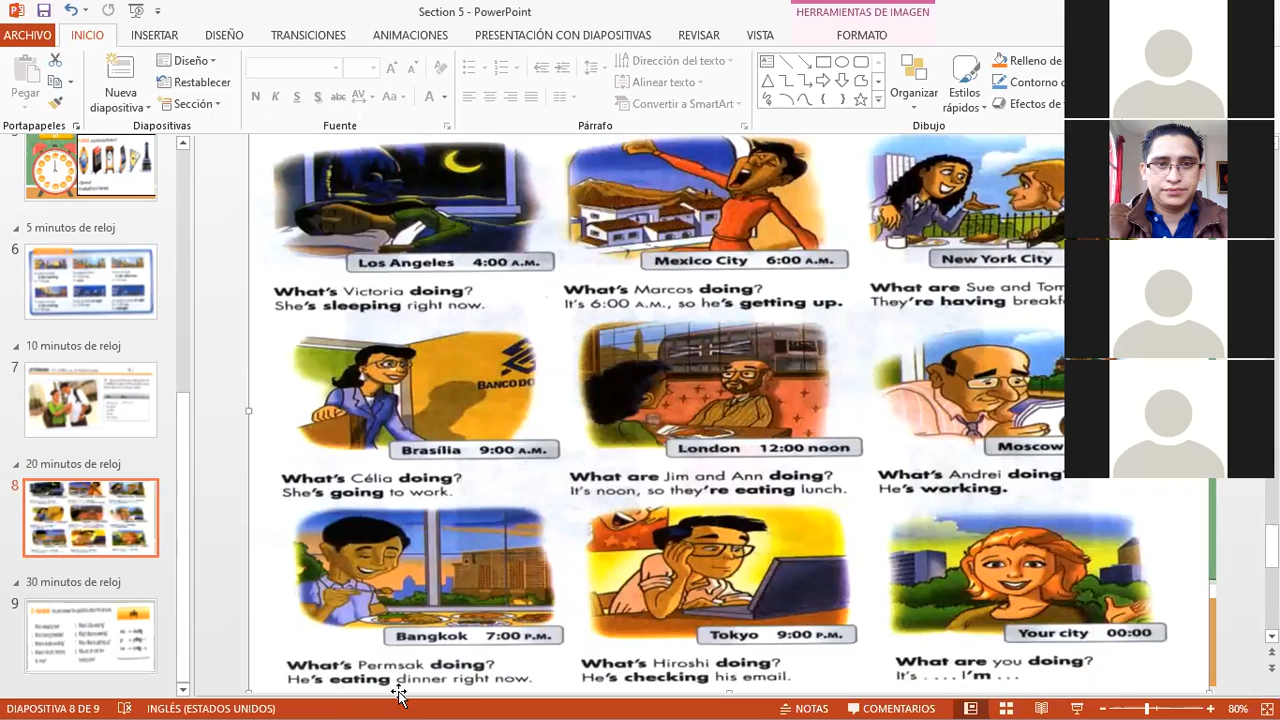 Section 5 - PowerPoint
HERRAMIENTAS DE IMAGEN
ARCHIVO INICIO INSERTAR DISEÑO TRANSICIONES ANIMACIONES PRESENTACIÓN CON DIAPOSITIVAS REVISAR VISTA FORMATO
Pegar
Nueva diapositiva
Diseño
Restablecer
Sección
N K S S abc AV Aa A
Dirección del texto
Alinear texto
Convertir a SmartArt
Organizar
Estilos rápidos
Relleno de
Contorno
Efectos de
Portapapeles Diapositivas Fuente Párrafo Dibujo
5 minutos de reloj
6
10 minutos de reloj
7
20 minutos de reloj
8
30 minutos de reloj
9
Los Angeles 4:00 A.M.
What's Victoria doing?
She's sleeping right now.
Mexico City 6:00 A.M.
What's Marcos doing?
It's 6:00 A.M., so he's getting up.
New York City
What are Sue and Tom
They're having breakf
BANCO DO
Brasília 9:00 A.M.
What's Célia doing?
She's going to work.
London 12:00 noon
What are Jim and Ann doing?
It's noon, so they're eating lunch.
Moscow
What's Andrei doing?
He's working.
Bangkok 7:00 P.M.
What's Permsak doing?
He's eating dinner right now.
Tokyo 9:00 P.M.
What's Hiroshi doing?
He's checking his email.
Your city 00:00
What are you doing?
It's . . . . I'm . . .
DIAPOSITIVA 8 DE 9 INGLÉS (ESTADOS UNIDOS) NOTAS COMENTARIOS 80%